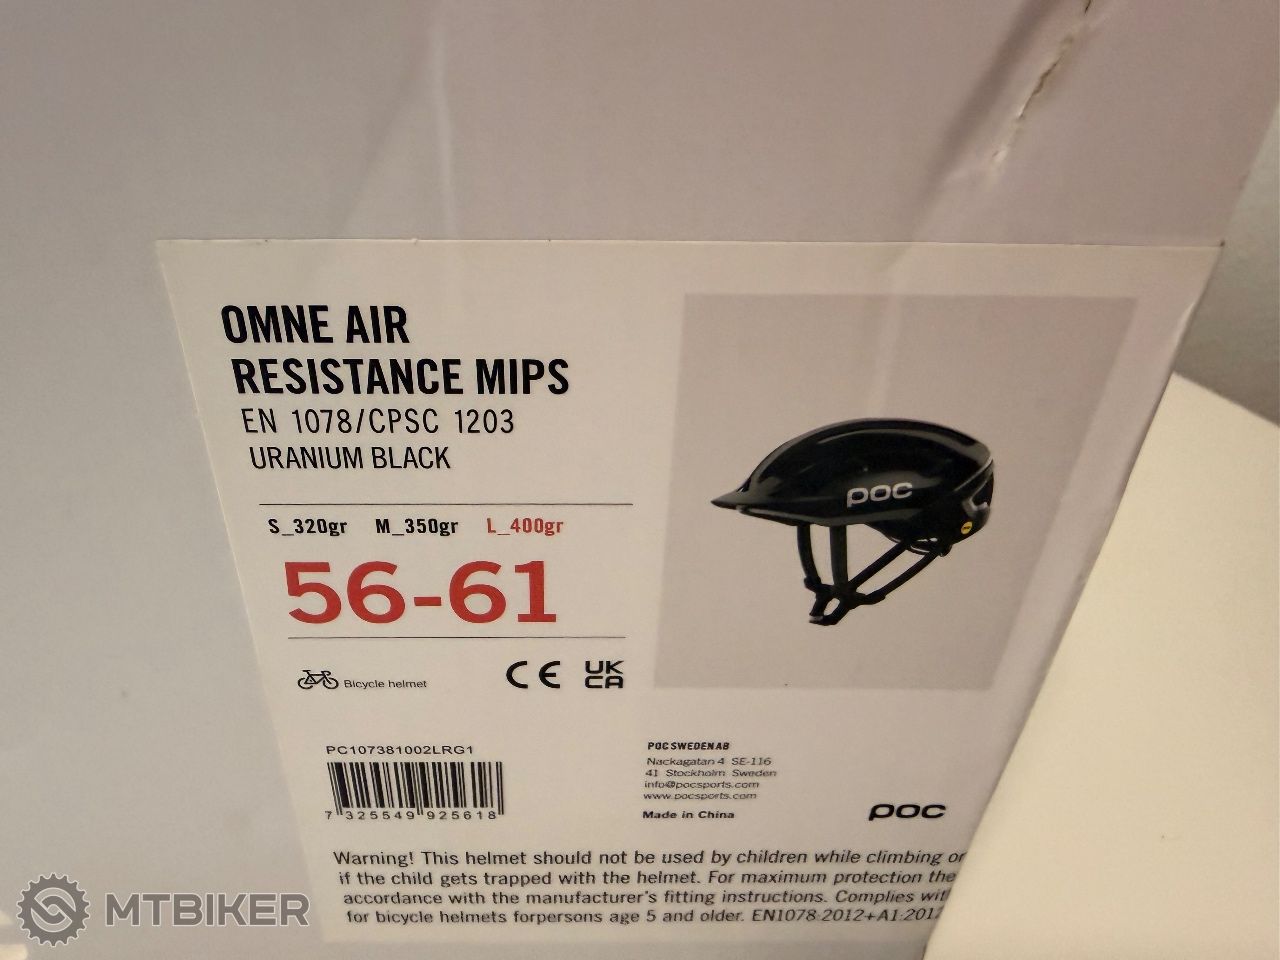 OMNE AIR
RESISTANCE MIPS
EN 1078/CPSC 1203
URANIUM BLACK
S_320gr M_350gr L_400gr
56-61
Bicycle helmet
CE UKCA
poc
PC107381002LRG1
7 325549 925618
POC SWEDEN AB
Nackagatan 4 SE-116
41 Stockholm Sweden
info@pocsports.com
www.pocsports.com
Made in China
poc
Warning! This helmet should not be used by children while climbing or
if the child gets trapped with the helmet. For maximum protection the
accordance with the manufacturer's fitting instructions. Complies wit
for bicycle helmets forpersons age 5 and older. EN1078:2012+A1:2012
MTBIKER